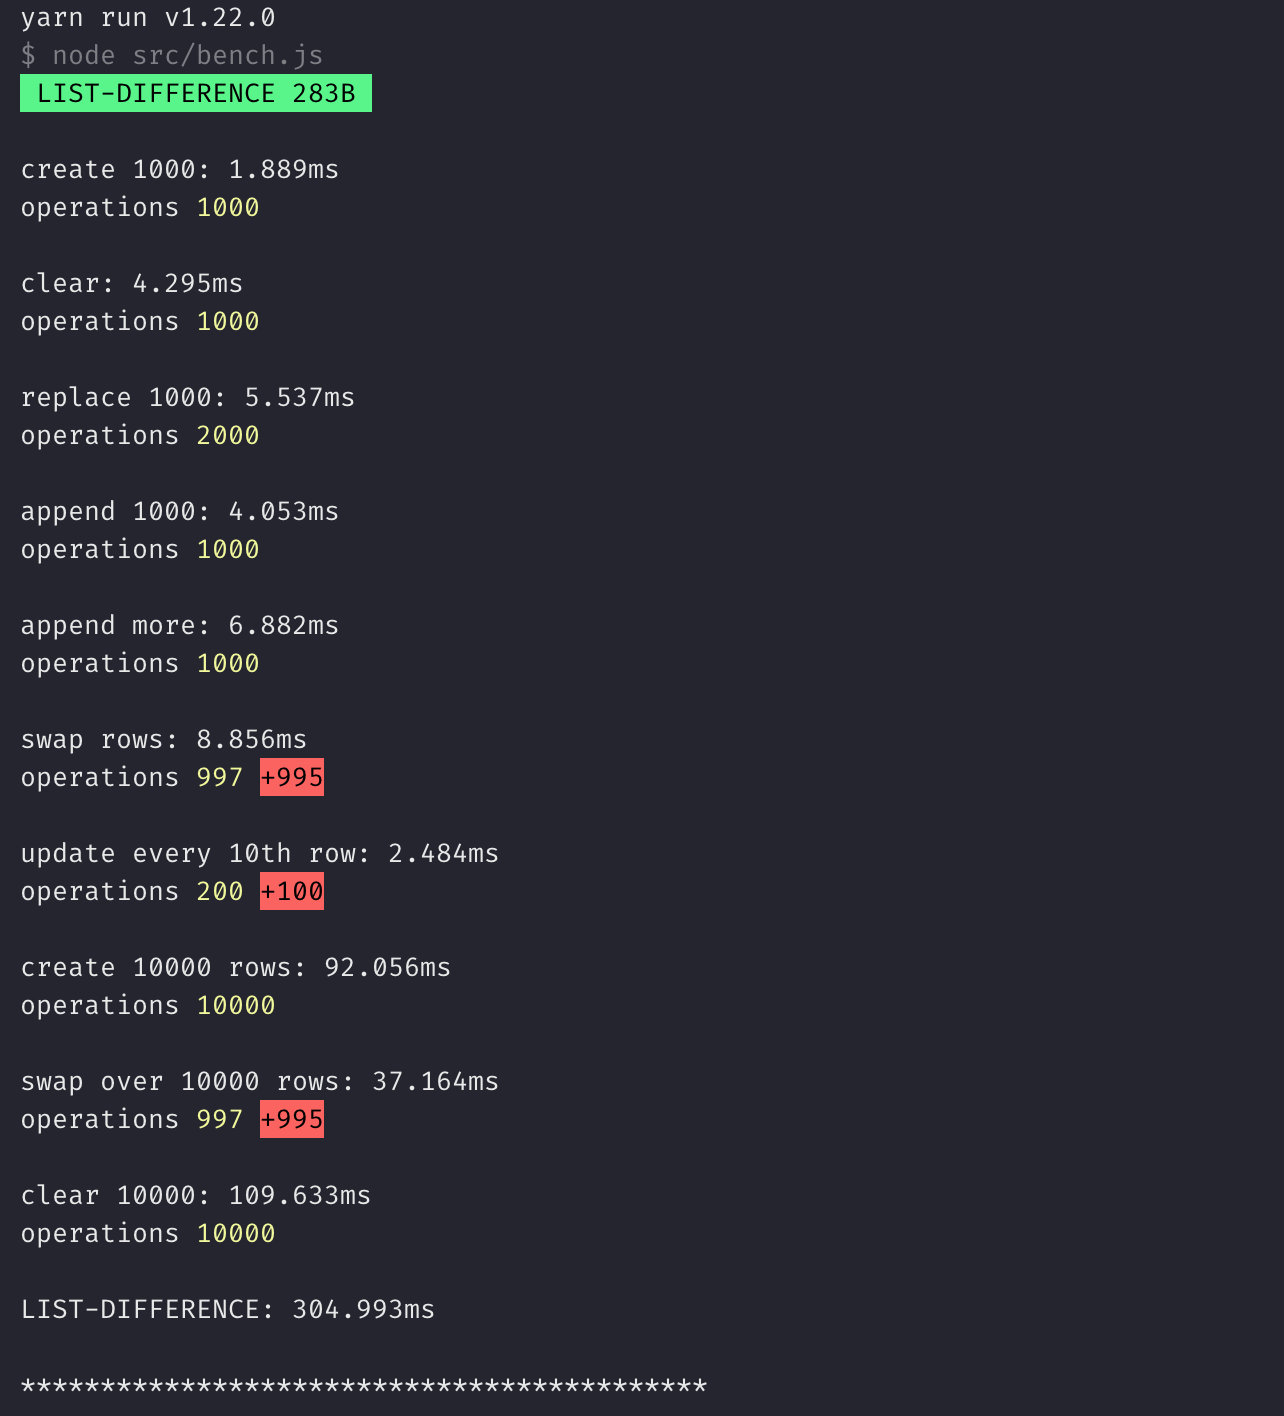 yarn run v1.22.0
$ node src/bench.js
LIST-DIFFERENCE 283B
create 1000: 1.889ms
operations 1000
clear: 4.295ms
operations 1000
replace 1000: 5.537ms
operations 2000
append 1000: 4.053ms
operations 1000
append more: 6.882ms
operations 1000
swap rows: 8.856ms
operations 997 +995
update every 10th row: 2.484ms
operations 200 +100
create 10000 rows: 92.056ms
operations 10000
swap over 10000 rows: 37.164ms
operations 997 +995
clear 10000: 109.633ms
operations 10000
LIST-DIFFERENCE: 304.993ms
*******************************************